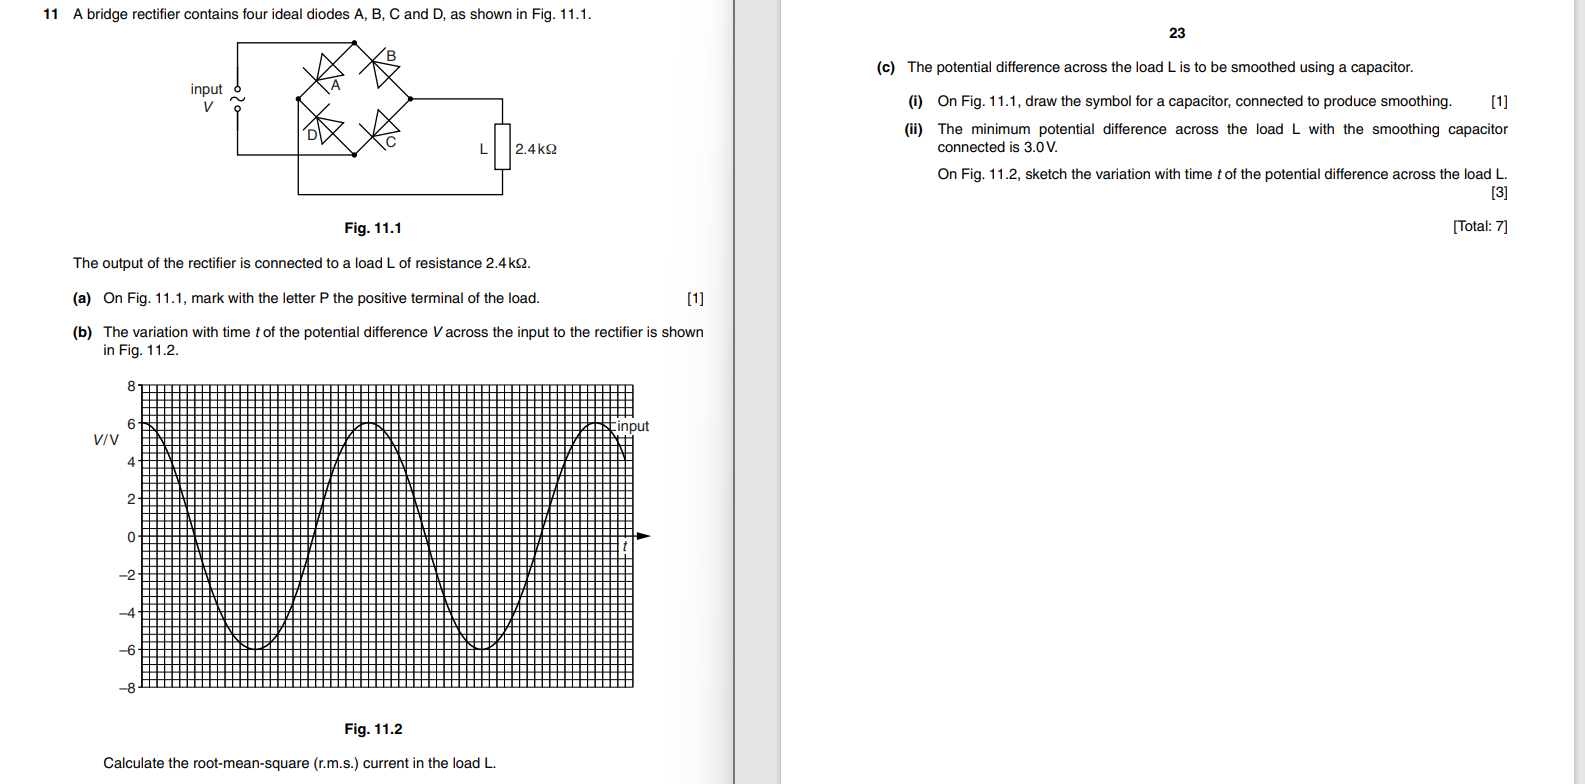 11 A bridge rectifier contains four ideal diodes A, B, C and D, as shown in Fig. 11.1.
B
input
A
V
D
C
L
2.4 kΩ
Fig. 11.1
The output of the rectifier is connected to a load L of resistance 2.4 kΩ.
(a) On Fig. 11.1, mark with the letter P the positive terminal of the load. [1]
(b) The variation with time t of the potential difference V across the input to the rectifier is shown
in Fig. 11.2.
8
6
input
V/V
4
2
0
t
–2
–4
–6
–8
Fig. 11.2
Calculate the root-mean-square (r.m.s.) current in the load L.
23
(c) The potential difference across the load L is to be smoothed using a capacitor.
(i) On Fig. 11.1, draw the symbol for a capacitor, connected to produce smoothing. [1]
(ii) The minimum potential difference across the load L with the smoothing capacitor
connected is 3.0 V.
On Fig. 11.2, sketch the variation with time t of the potential difference across the load L.
[3]
[Total: 7]